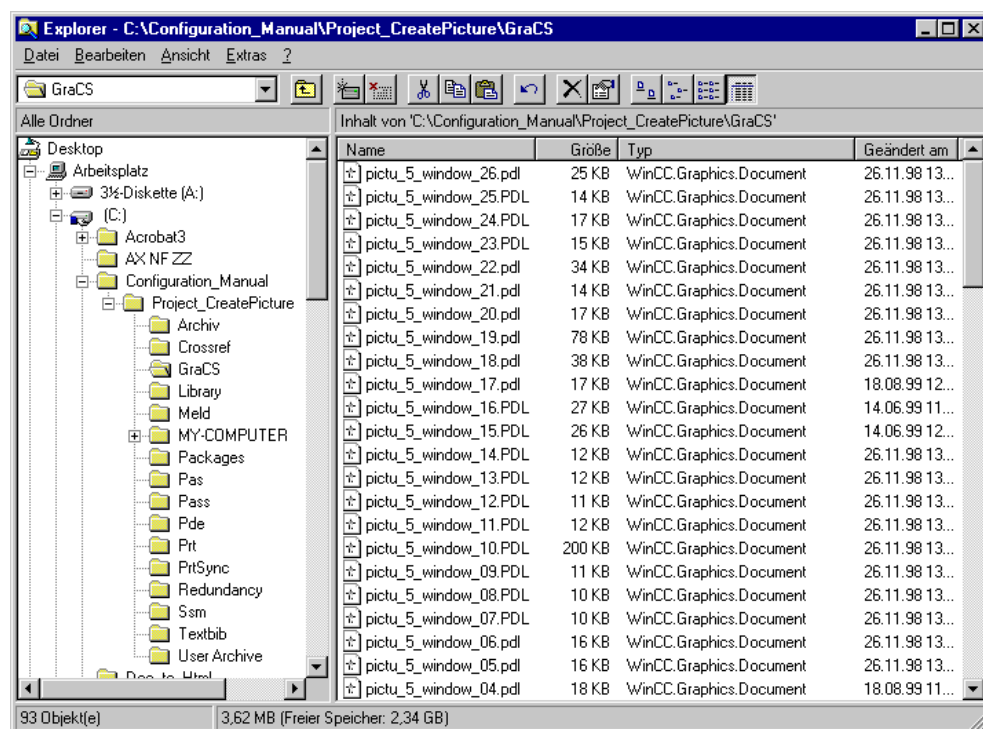 Explorer - C:\Configuration_Manual\Project_CreatePicture\GraCS
Datei Bearbeiten Ansicht Extras ?
GraCS
Alle Ordner
Inhalt von 'C:\Configuration_Manual\Project_CreatePicture\GraCS'
Desktop
Arbeitsplatz
3½-Diskette (A:)
(C:)
Acrobat3
AX NF ZZ
Configuration_Manual
Project_CreatePicture
Archiv
Crossref
GraCS
Library
Meld
MY-COMPUTER
Packages
Pas
Pass
Pde
Prt
PrtSync
Redundancy
Ssm
Textbib
User Archive
Doc_to_Html
Name Größe Typ Geändert am
pictu_5_window_26.pdl 25 KB WinCC.Graphics.Document 26.11.98 13...
pictu_5_window_25.PDL 14 KB WinCC.Graphics.Document 26.11.98 13...
pictu_5_window_24.PDL 17 KB WinCC.Graphics.Document 26.11.98 13...
pictu_5_window_23.PDL 15 KB WinCC.Graphics.Document 26.11.98 13...
pictu_5_window_22.pdl 34 KB WinCC.Graphics.Document 26.11.98 13...
pictu_5_window_21.pdl 14 KB WinCC.Graphics.Document 26.11.98 13...
pictu_5_window_20.pdl 17 KB WinCC.Graphics.Document 26.11.98 13...
pictu_5_window_19.pdl 78 KB WinCC.Graphics.Document 26.11.98 13...
pictu_5_window_18.pdl 38 KB WinCC.Graphics.Document 26.11.98 13...
pictu_5_window_17.pdl 17 KB WinCC.Graphics.Document 18.08.99 12...
pictu_5_window_16.PDL 27 KB WinCC.Graphics.Document 14.06.99 11...
pictu_5_window_15.PDL 26 KB WinCC.Graphics.Document 14.06.99 12...
pictu_5_window_14.PDL 12 KB WinCC.Graphics.Document 26.11.98 13...
pictu_5_window_13.PDL 12 KB WinCC.Graphics.Document 26.11.98 13...
pictu_5_window_12.PDL 11 KB WinCC.Graphics.Document 26.11.98 13...
pictu_5_window_11.PDL 12 KB WinCC.Graphics.Document 26.11.98 13...
pictu_5_window_10.PDL 200 KB WinCC.Graphics.Document 26.11.98 13...
pictu_5_window_09.PDL 11 KB WinCC.Graphics.Document 26.11.98 13...
pictu_5_window_08.PDL 10 KB WinCC.Graphics.Document 26.11.98 13...
pictu_5_window_07.PDL 10 KB WinCC.Graphics.Document 26.11.98 13...
pictu_5_window_06.pdl 16 KB WinCC.Graphics.Document 26.11.98 13...
pictu_5_window_05.pdl 16 KB WinCC.Graphics.Document 26.11.98 13...
pictu_5_window_04.pdl 18 KB WinCC.Graphics.Document 18.08.99 11...
93 Objekt(e) 3,62 MB (Freier Speicher: 2,34 GB)